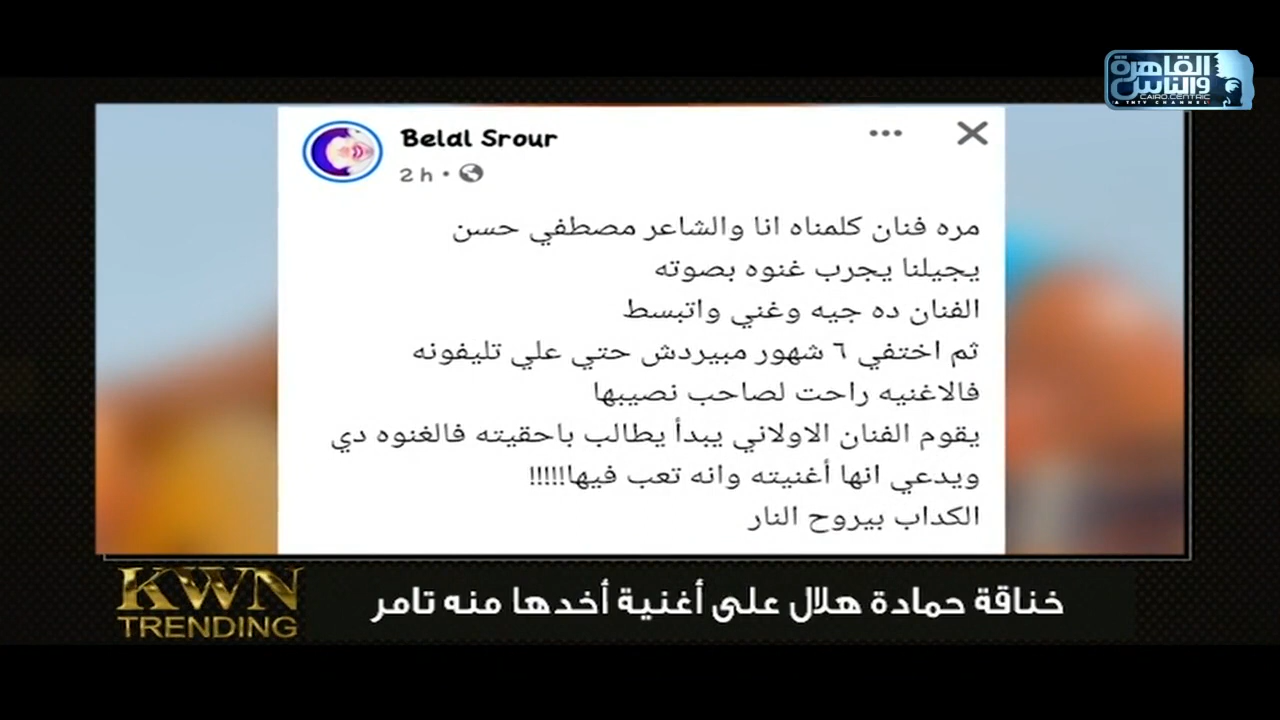 القاهرة
والناس
CAIRO.CENTRIC
A TNTV CHANNEL
Belal Srour
2 h
مره فنان كلمناه انا والشاعر مصطفي حسن
يجيلنا يجرب غنوه بصوته
الفنان ده جيه وغني واتبسط
ثم اختفي ٦ شهور مبيردش حتي علي تليفونه
فالاغنيه راحت لصاحب نصيبها
يقوم الفنان الاولاني يبدأ يطالب باحقيته فالغنوه دي
ويدعي انها أغنيته وانه تعب فيها!!!!!
الكداب بيروح النار
خناقة حمادة هلال على أغنية أخدها منه تامر
KWN
TRENDING